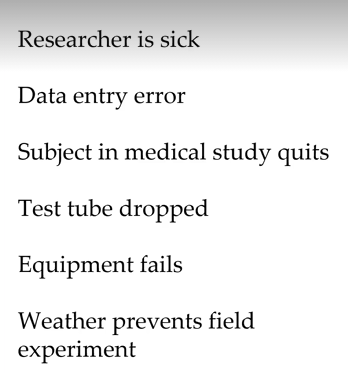 Researcher is sick
Data entry error
Subject in medical study quits
Test tube dropped
Equipment fails
Weather prevents field
experiment